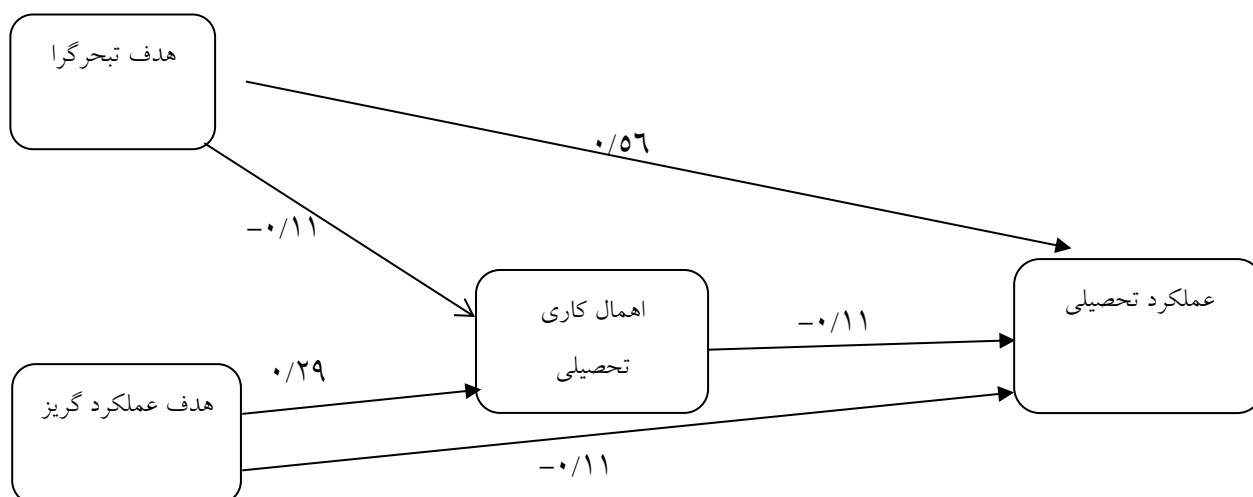 هدف تبحرگرا
۰/۵۶
−۰/۱۱
اهمال کاری
تحصیلی
−۰/۱۱
عملکرد تحصیلی
۰/۲۹
هدف عملکرد گریز
−۰/۱۱